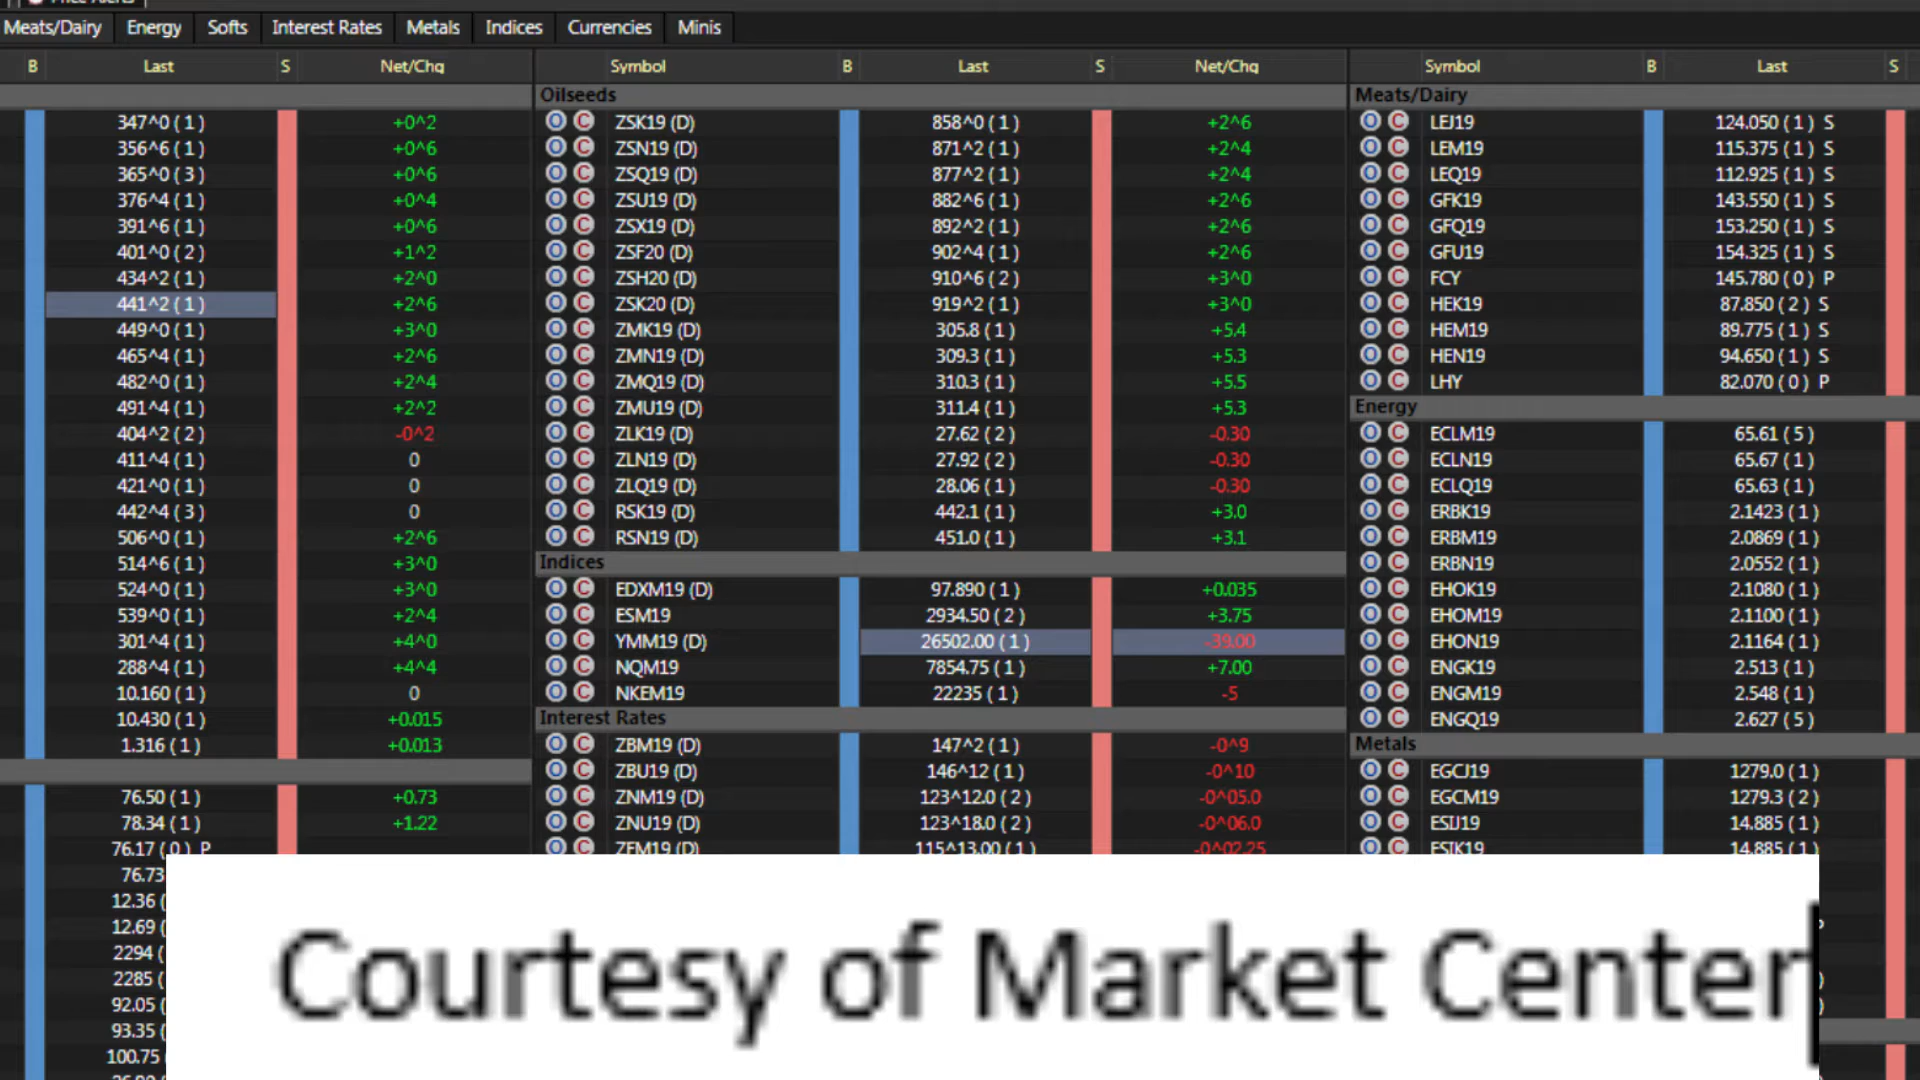 Meats/Dairy Energy Softs Interest Rates Metals Indices Currencies Minis
B Last S Net/Chg Symbol B Last S Net/Chg Symbol B Last S
Oilseeds Meats/Dairy
347^0 ( 1 ) +0^2 O C ZSK19 (D) 858^0 ( 1 ) +2^6 O C LEJ19 124.050 ( 1 ) S
356^6 ( 1 ) +0^6 O C ZSN19 (D) 871^2 ( 1 ) +2^4 O C LEM19 115.375 ( 1 ) S
365^0 ( 3 ) +0^6 O C ZSQ19 (D) 877^2 ( 1 ) +2^4 O C LEQ19 112.925 ( 1 ) S
376^4 ( 1 ) +0^4 O C ZSU19 (D) 882^6 ( 1 ) +2^6 O C GFK19 143.550 ( 1 ) S
391^6 ( 1 ) +0^6 O C ZSX19 (D) 892^2 ( 1 ) +2^6 O C GFQ19 153.250 ( 1 ) S
401^0 ( 2 ) +1^2 O C ZSF20 (D) 902^4 ( 1 ) +2^6 O C GFU19 154.325 ( 1 ) S
434^2 ( 1 ) +2^0 O C ZSH20 (D) 910^6 ( 2 ) +3^0 O C FCY 145.780 ( 0 ) P
441^2 ( 1 ) +2^6 O C ZSK20 (D) 919^2 ( 1 ) +3^0 O C HEK19 87.850 ( 2 ) S
449^0 ( 1 ) +3^0 O C ZMK19 (D) 305.8 ( 1 ) +5.4 O C HEM19 89.775 ( 1 ) S
465^4 ( 1 ) +2^6 O C ZMN19 (D) 309.3 ( 1 ) +5.3 O C HEN19 94.650 ( 1 ) S
482^0 ( 1 ) +2^4 O C ZMQ19 (D) 310.3 ( 1 ) +5.5 O C LHY 82.070 ( 0 ) P
491^4 ( 1 ) +2^2 O C ZMU19 (D) 311.4 ( 1 ) +5.3 Energy
404^2 ( 2 ) -0^2 O C ZLK19 (D) 27.62 ( 2 ) -0.30 O C ECLM19 65.61 ( 5 )
411^4 ( 1 ) 0 O C ZLN19 (D) 27.92 ( 2 ) -0.30 O C ECLN19 65.67 ( 1 )
421^0 ( 1 ) 0 O C ZLQ19 (D) 28.06 ( 1 ) -0.30 O C ECLQ19 65.63 ( 1 )
442^4 ( 3 ) 0 O C RSK19 (D) 442.1 ( 1 ) +3.0 O C ERBK19 2.1423 ( 1 )
506^0 ( 1 ) +2^6 O C RSN19 (D) 451.0 ( 1 ) +3.1 O C ERBM19 2.0869 ( 1 )
514^6 ( 1 ) +3^0 Indices O C ERBN19 2.0552 ( 1 )
524^0 ( 1 ) +3^0 O C EDXM19 (D) 97.890 ( 1 ) +0.035 O C EHOK19 2.1080 ( 1 )
539^0 ( 1 ) +2^4 O C ESM19 2934.50 ( 2 ) +3.75 O C EHOM19 2.1100 ( 1 )
301^4 ( 1 ) +4^0 O C YMM19 (D) 26502.00 ( 1 ) -39.00 O C EHON19 2.1164 ( 1 )
288^4 ( 1 ) +4^4 O C NQM19 7854.75 ( 1 ) +7.00 O C ENGK19 2.513 ( 1 )
10.160 ( 1 ) 0 O C NKEM19 22235 ( 1 ) -5 O C ENGM19 2.548 ( 1 )
10.430 ( 1 ) +0.015 Interest Rates O C ENGQ19 2.627 ( 5 )
1.316 ( 1 ) +0.013 O C ZBM19 (D) 147^2 ( 1 ) -0^9 Metals
O C ZBU19 (D) 146^12 ( 1 ) -0^10 O C EGCJ19 1279.0 ( 1 )
76.50 ( 1 ) +0.73 O C ZNM19 (D) 123^12.0 ( 2 ) -0^05.0 O C EGCM19 1279.3 ( 2 )
78.34 ( 1 ) +1.22 O C ZNU19 (D) 123^18.0 ( 2 ) -0^06.0 O C ESIJ19 14.885 ( 1 )
76.17 ( 0 ) P O C ZFM19 (D) 115^13.00 ( 1 ) -0^02.25 O C ESIK19 14.885 ( 1 )
76.73
12.36 (
12.69 (
2294 (
2285 (
92.05 (
93.35 (
100.75
Courtesy of Market Center